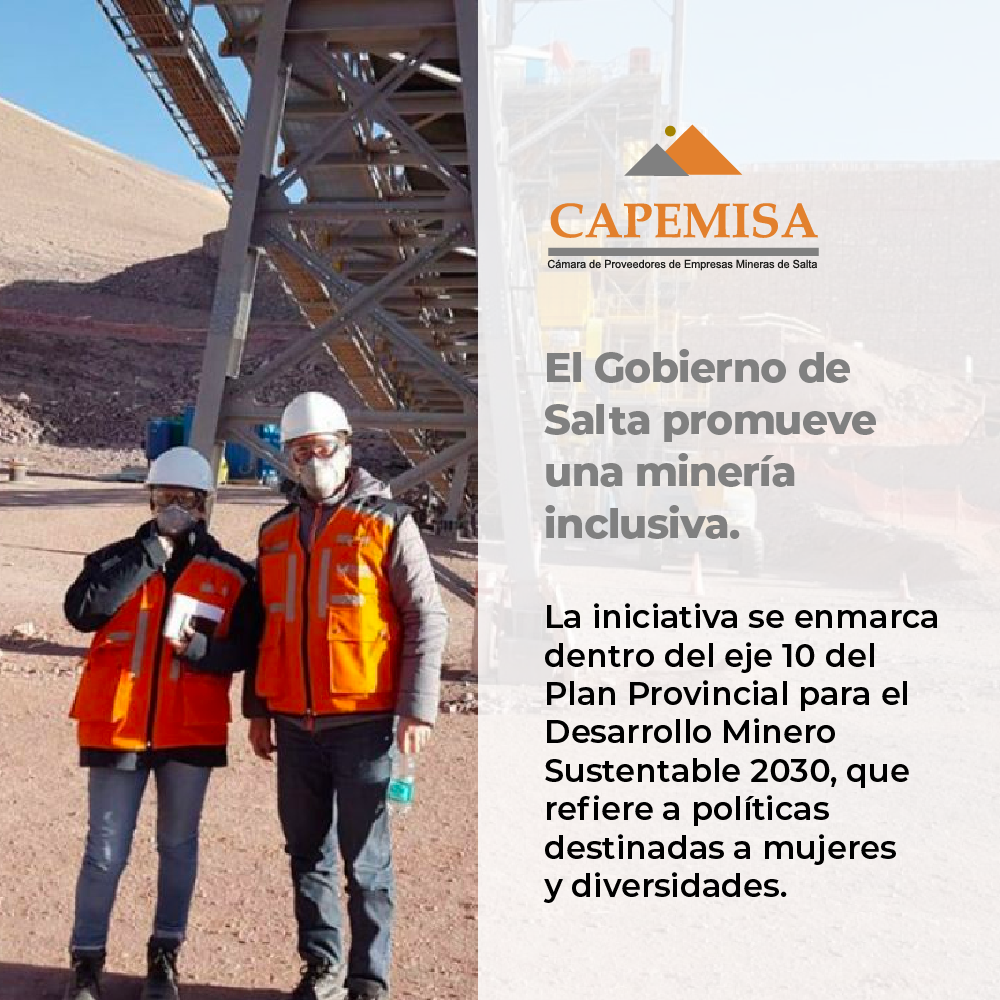 CAPEMISA
Cámara de Proveedores de Empresas Mineras de Salta
El Gobierno de
Salta promueve
una minería
inclusiva.
La iniciativa se enmarca
dentro del eje 10 del
Plan Provincial para el
Desarrollo Minero
Sustentable 2030, que
refiere a políticas
destinadas a mujeres
y diversidades.